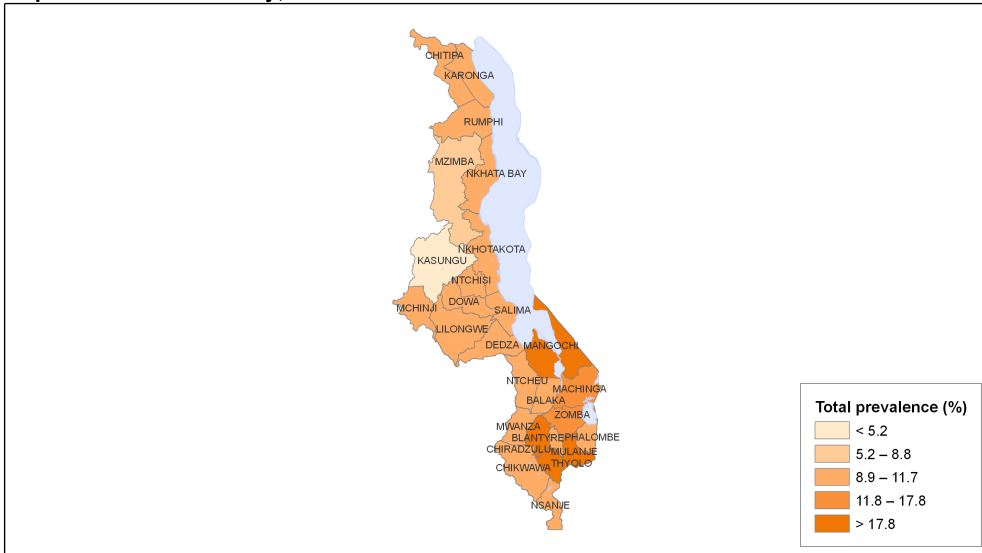 CHITIPA
KARONGA
RUMPHI
MZIMBA
NKHATA BAY
NKHOTAKOTA
KASUNGU
NTCHISI
DOWA
MCHINJI
SALIMA
LILONGWE
DEDZA
MANGOCHI
NTCHEU
MACHINGA
BALAKA
ZOMBA
MWANZA
BLANTYRE
PHALOMBE
CHIRADZULU
MULANJE
THYOLO
CHIKWAWA
NSANJE
Total prevalence (%)
< 5.2
5.2 – 8.8
8.9 – 11.7
11.8 – 17.8
> 17.8